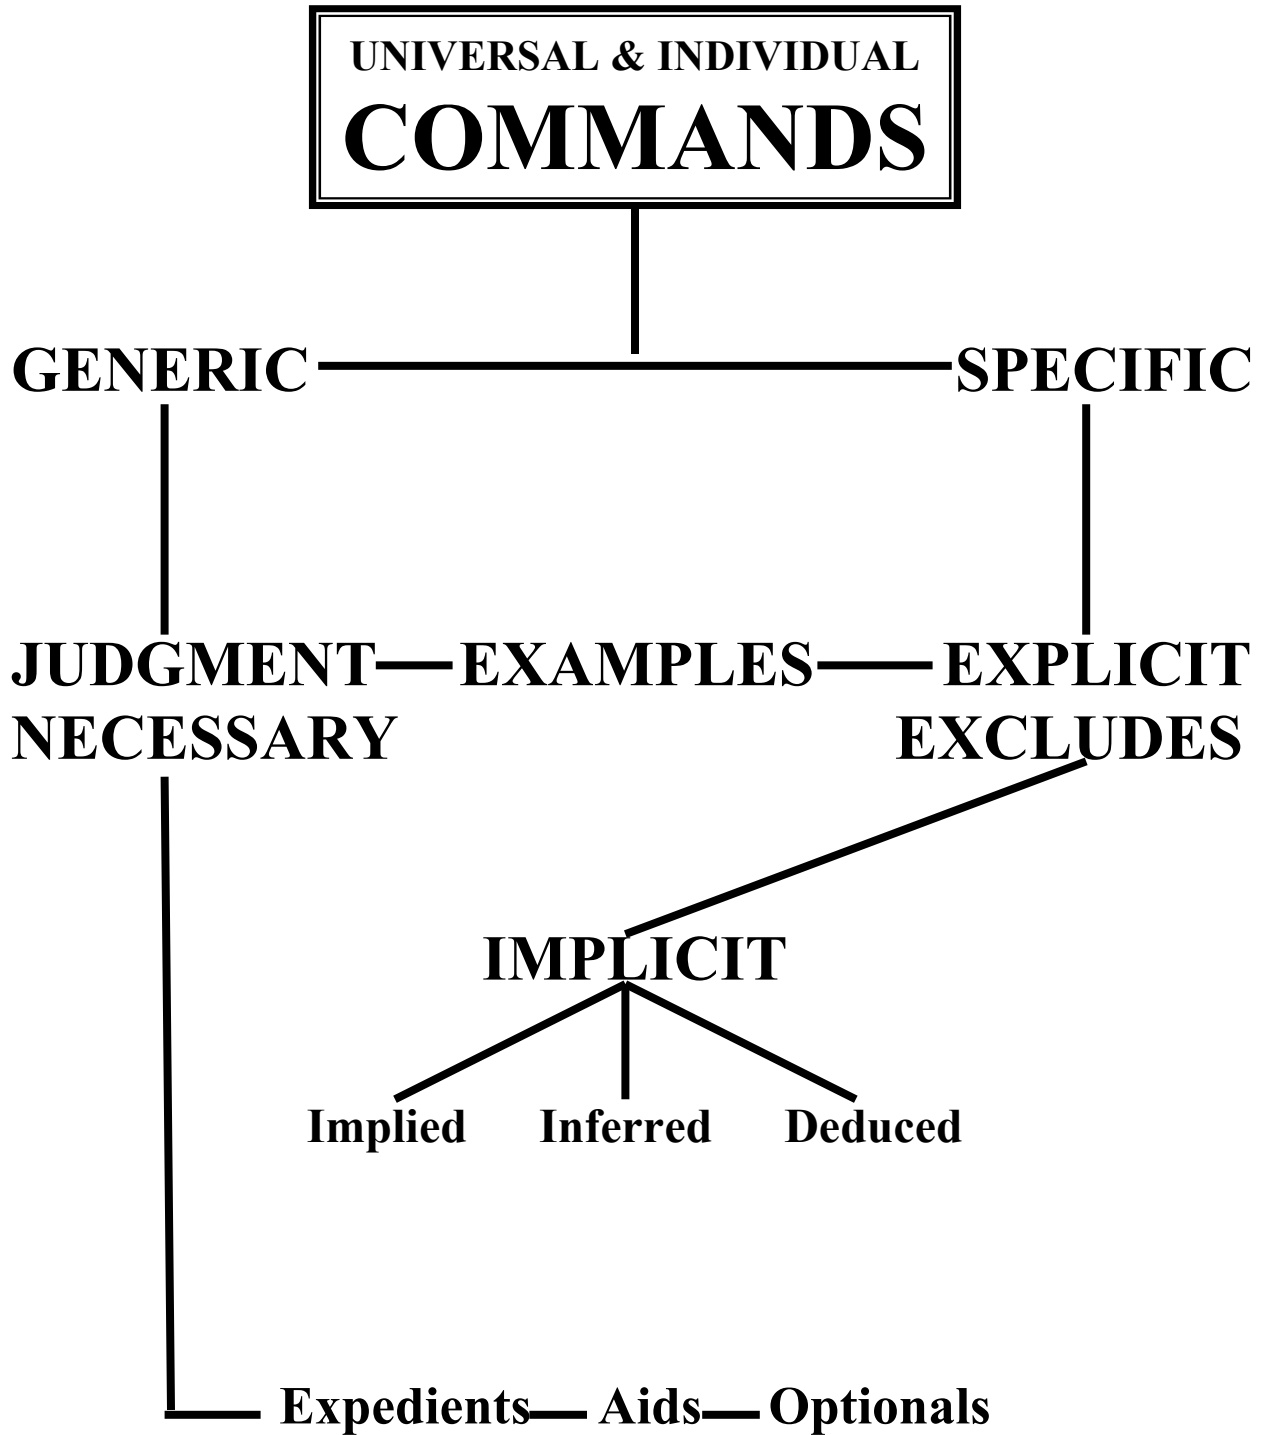 UNIVERSAL & INDIVIDUAL
COMMANDS
GENERIC SPECIFIC
JUDGMENT EXAMPLES EXPLICIT
NECESSARY EXCLUDES
IMPLICIT
Implied Inferred Deduced
Expedients Aids Optionals